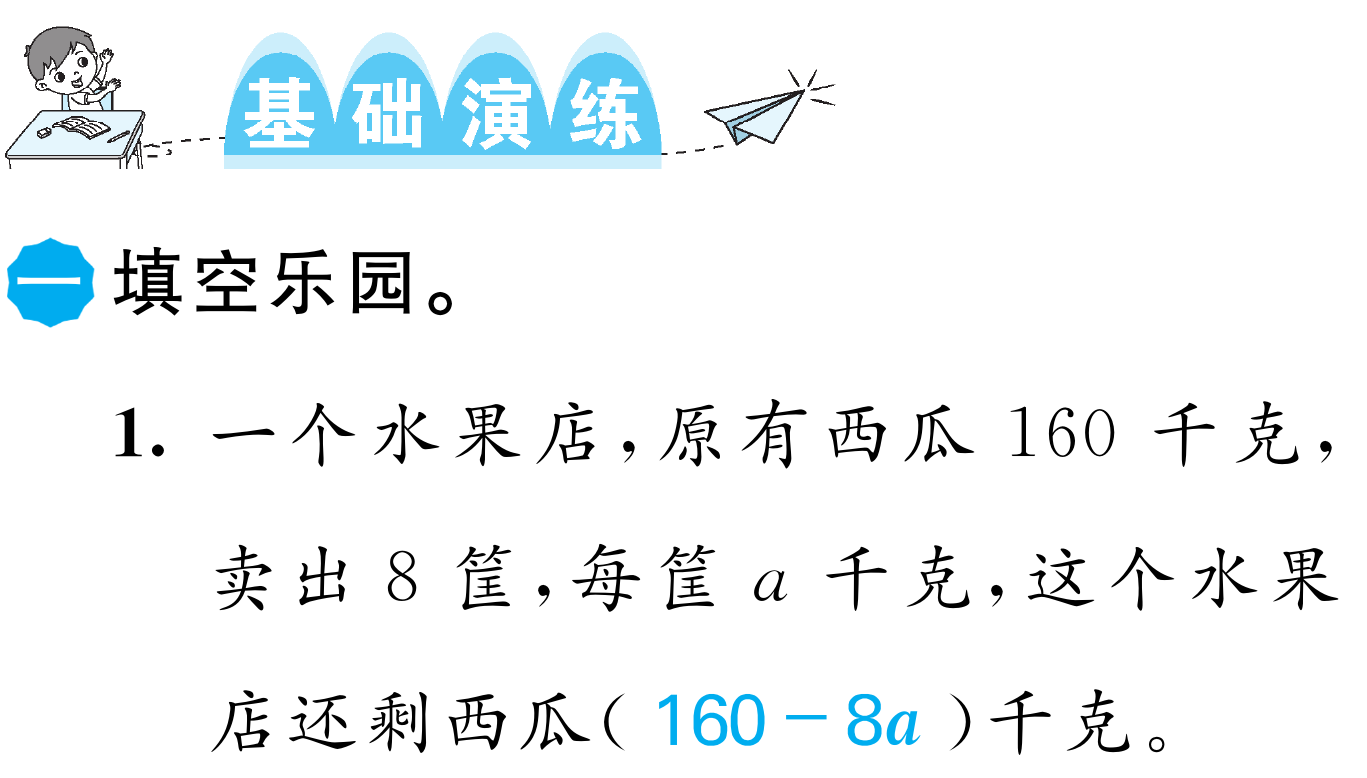 基础演练
一 填空乐园。
1. 一个水果店,原有西瓜 160 千克,
卖出 8 筐,每筐 a 千克,这个水果
店还剩西瓜( 160－8a )千克。